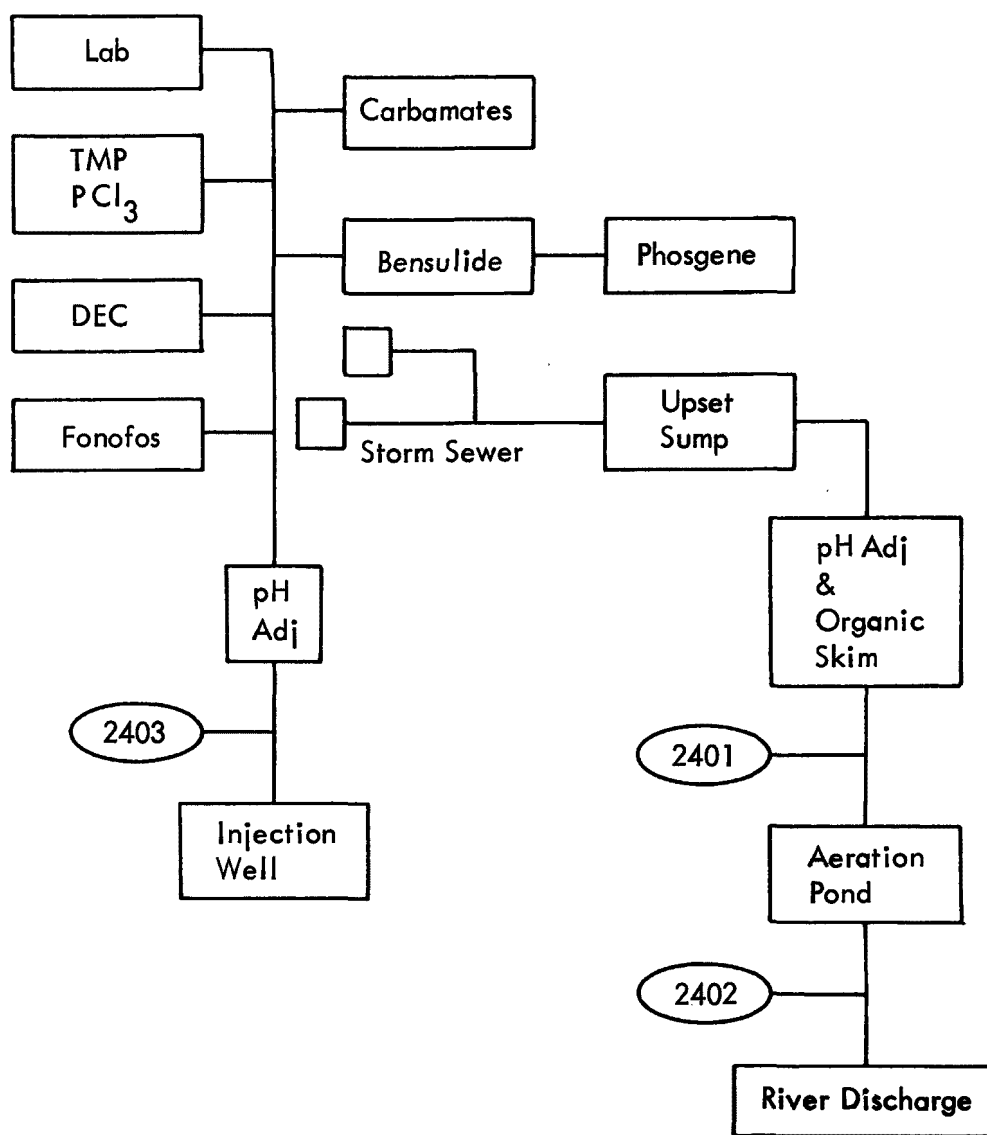 Lab
Carbamates
TMP
PCl₃
Bensulide
Phosgene
DEC
Fonofos
Storm Sewer
Upset
Sump
pH Adj
&
Organic
Skim
pH
Adj
2403
2401
Injection
Well
Aeration
Pond
2402
River Discharge